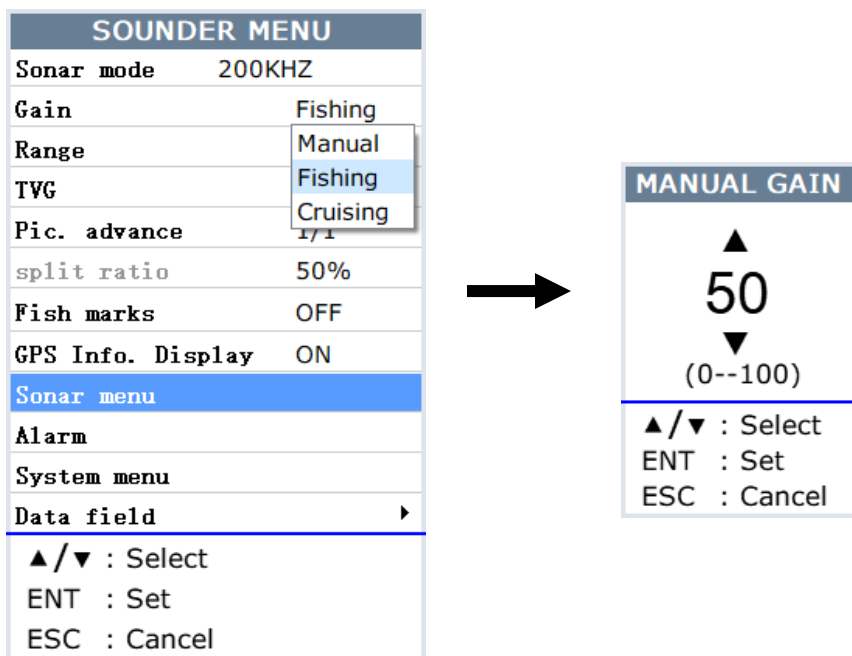 SOUNDER MENU
Sonar mode 200KHZ
Gain Fishing
Range Manual
TVG Fishing
Cruising
Pic. advance 1/1
split ratio 50%
Fish marks OFF
GPS Info. Display ON
Sonar menu
Alarm
System menu
Data field
▲/▼ : Select
ENT : Set
ESC : Cancel
MANUAL GAIN
▲
50
▼
(0--100)
▲/▼ : Select
ENT : Set
ESC : Cancel